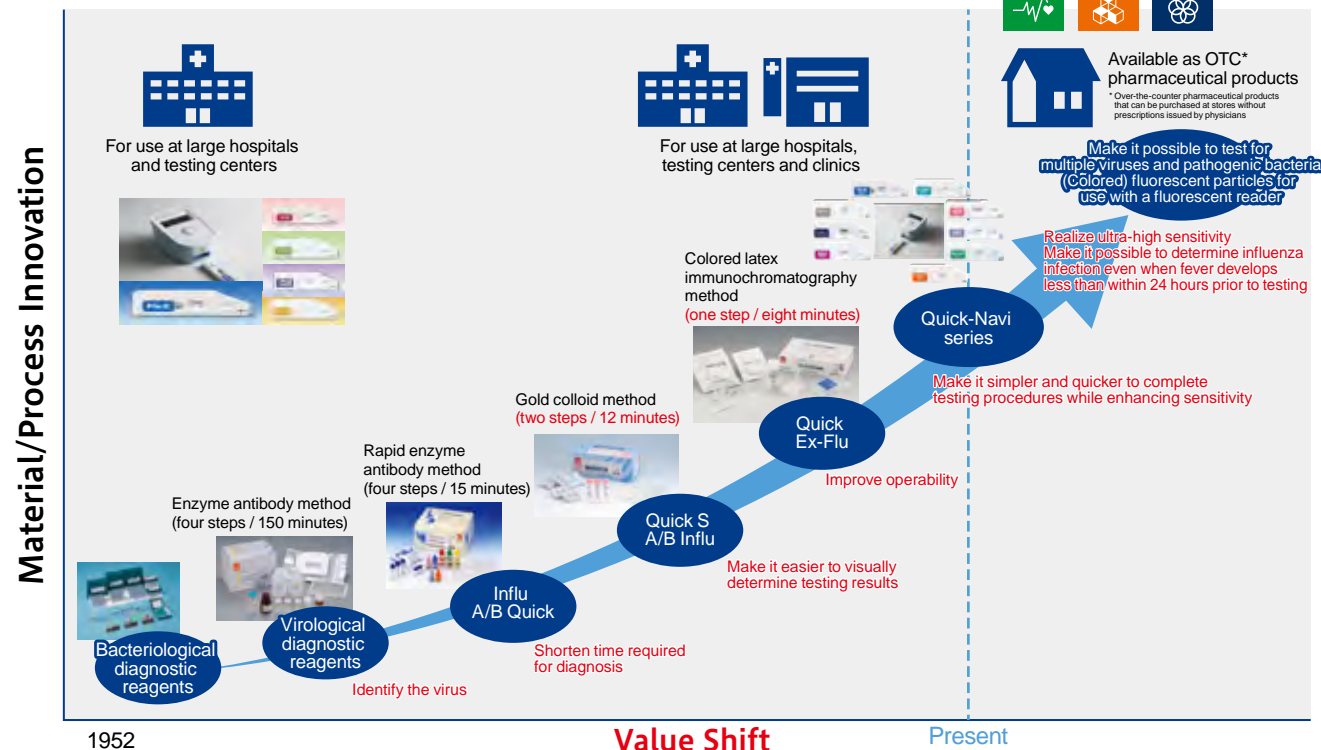 Material/Process Innovation
For use at large hospitals
and testing centers
For use at large hospitals,
testing centers and clinics
Available as OTC*
pharmaceutical products
* Over-the-counter pharmaceutical products
that can be purchased at stores without
prescriptions issued by physicians
Make it possible to test for
multiple viruses and pathogenic bacteria
(Colored) fluorescent particles for
use with a fluorescent reader
Realize ultra-high sensitivity
Make it possible to determine influenza
infection even when fever develops
less than within 24 hours prior to testing
Colored latex
immunochromatography
method
(one step / eight minutes)
Quick-Navi
series
Make it simpler and quicker to complete
testing procedures while enhancing sensitivity
Gold colloid method
(two steps / 12 minutes)
Quick
Ex-Flu
Improve operability
Rapid enzyme
antibody method
(four steps / 15 minutes)
Quick S
A/B Influ
Make it easier to visually
determine testing results
Enzyme antibody method
(four steps / 150 minutes)
Influ
A/B Quick
Shorten time required
for diagnosis
Virological
diagnostic
reagents
Identify the virus
Bacteriological
diagnostic
reagents
1952
Value Shift
Present